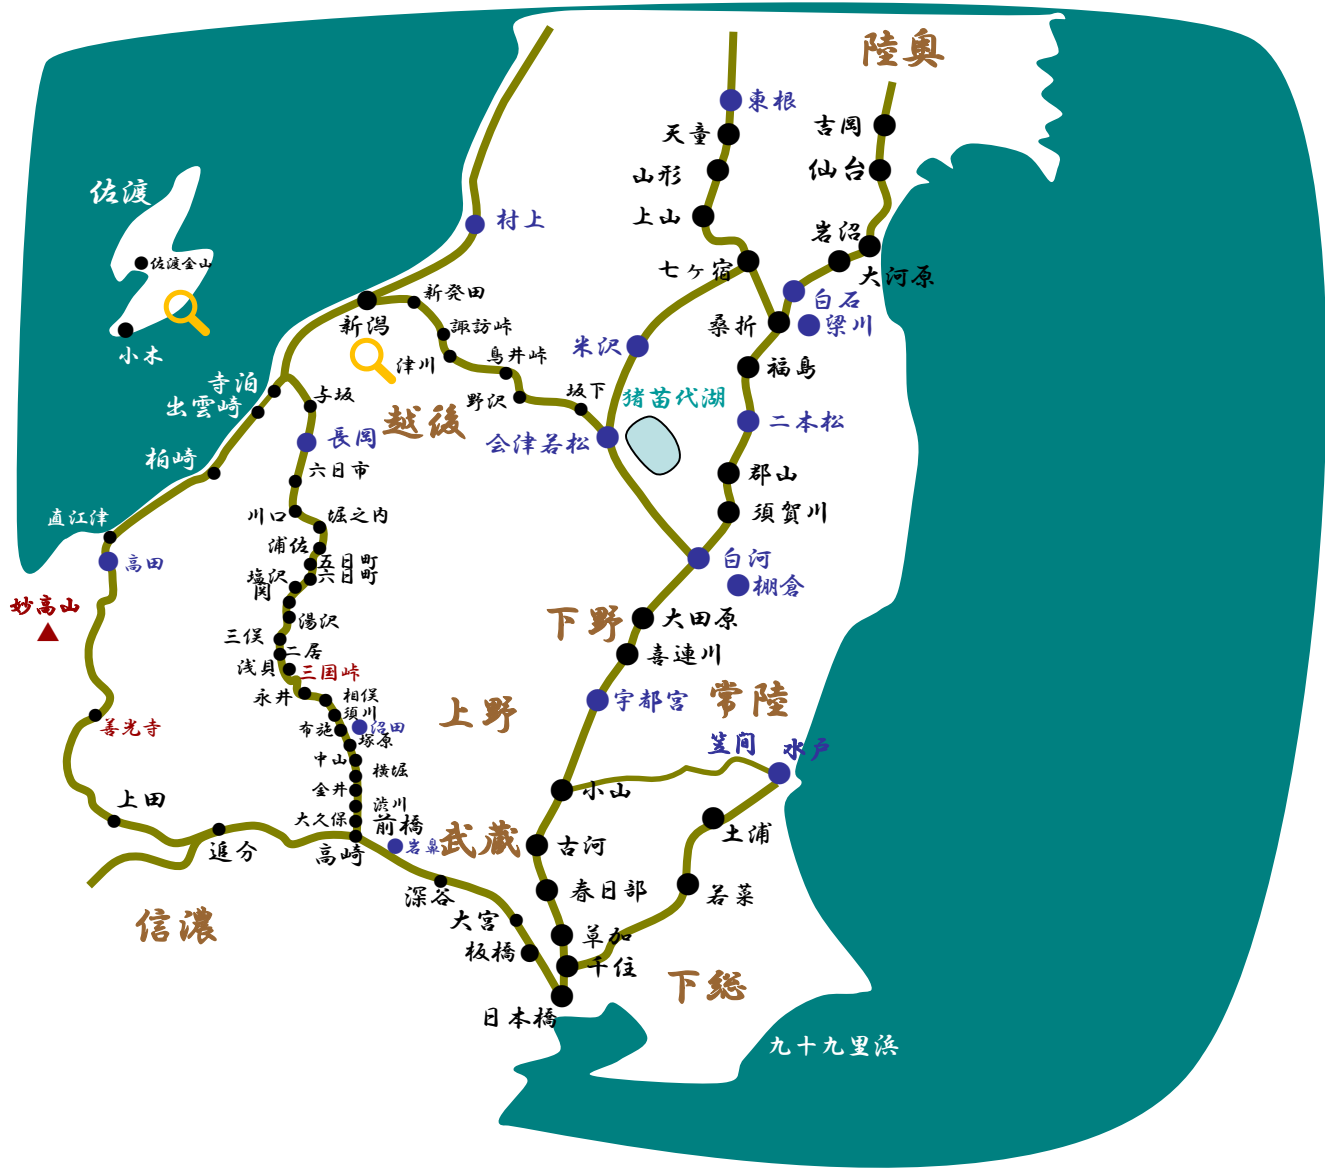 陸奥
東根
天童
吉岡
山形
仙台
佐渡
上山
村上
岩沼
佐渡金山
七ヶ宿
大河原
新発田
白石
新潟
諏訪峠
桑折
梁川
小木
米沢
鳥井峠
津川
福島
寺泊
与坂
坂下
猪苗代湖
出雲崎
野沢
越後
二本松
長岡
会津若松
柏崎
六日市
郡山
直江津
川口
堀之内
須賀川
浦佐
高田
五日町
白河
塩沢
六日町
関
棚倉
妙高山
湯沢
下野
大田原
三俣
二居
喜連川
浅貝
三国峠
永井
相俣
宇都宮
常陸
須川
上野
善光寺
布施
沼田
塚原
笠間
水戸
中山
横堀
金井
小山
上田
渋川
大久保
前橋
土浦
追分
高崎
岩鼻
武蔵
古河
深谷
春日部
若菜
信濃
大宮
草加
板橋
千住
下総
日本橋
九十九里浜